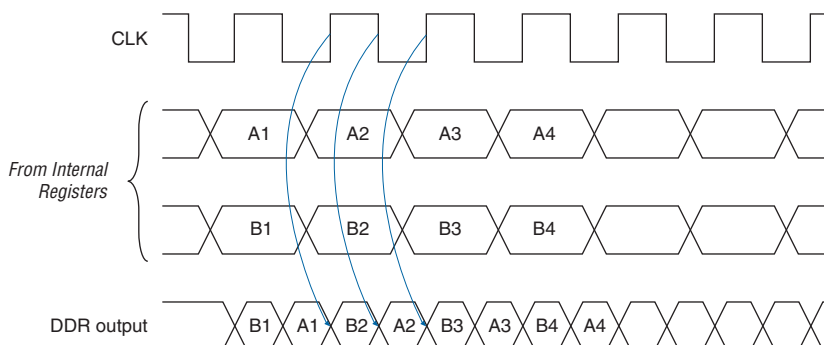 CLK
A1 A2 A3 A4
From Internal
Registers
B1 B2 B3 B4
DDR output
B1 A1 B2 A2 B3 A3 B4 A4